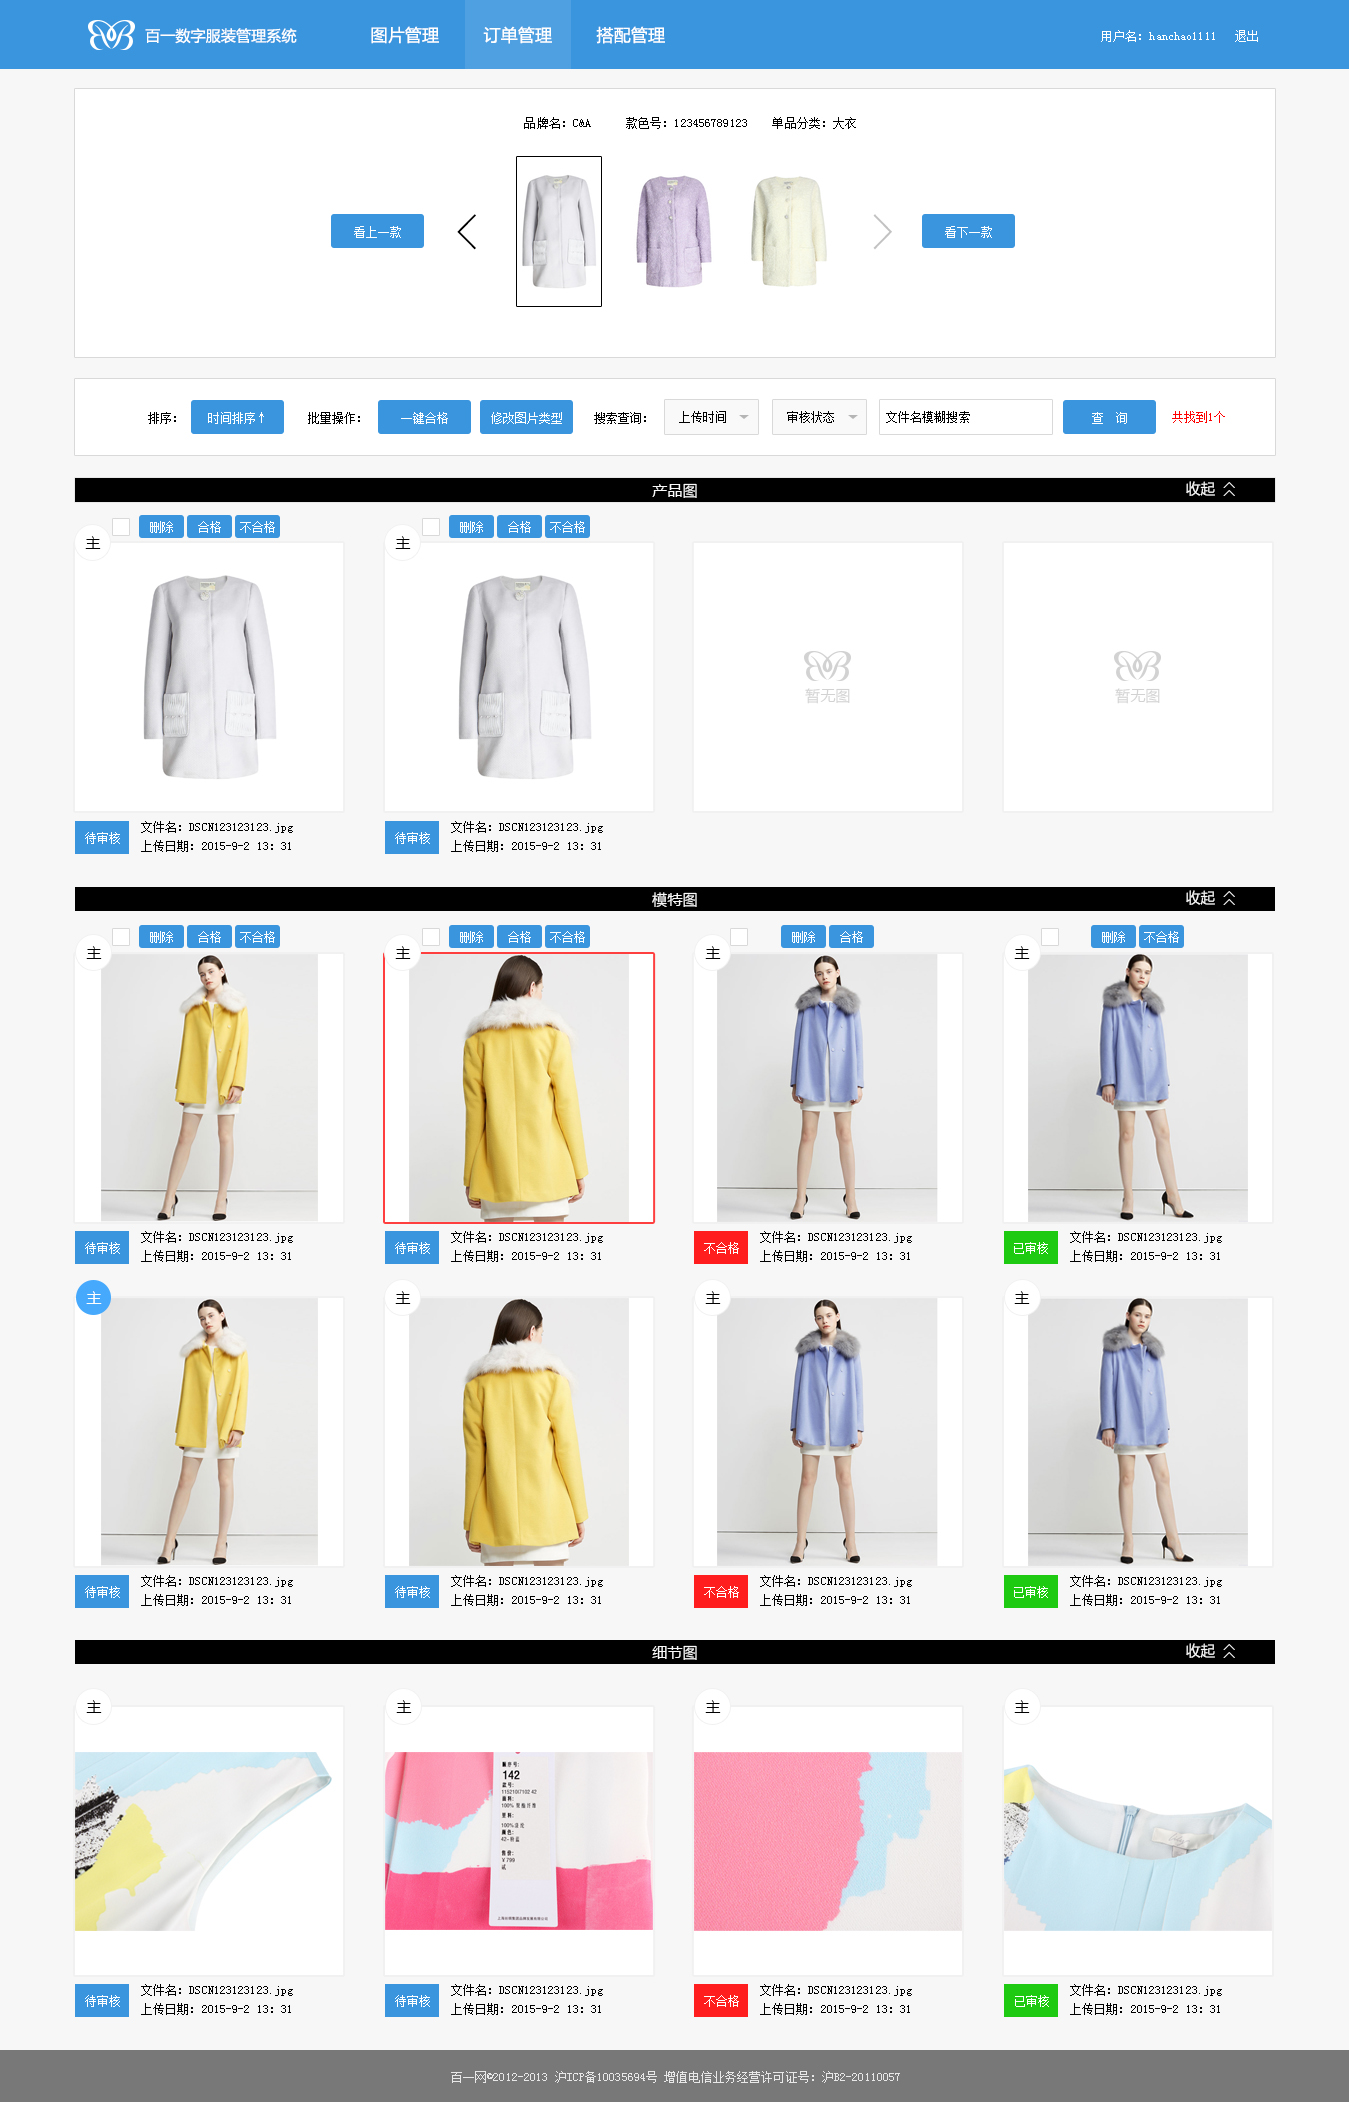 百一数字服装管理系统 图片管理 订单管理 搭配管理 用户名：hanchao1111 退出
品牌名：C&A 款色号：123456789123 单品分类：大衣
看上一款 看下一款
排序： 时间排序↑ 批量操作： 一键合格 修改图片类型 搜索查询： 上传时间 审核状态 文件名模糊搜索 查 询 共找到1个
产品图 收起
主 删除 合格 不合格 主 删除 合格 不合格
暂无图 暂无图
待审核 文件名：DSCN123123123.jpg 待审核 文件名：DSCN123123123.jpg
上传日期：2015-9-2 13：31 上传日期：2015-9-2 13：31
模特图 收起
主 删除 合格 不合格 主 删除 合格 不合格 主 删除 合格 主 删除 不合格
待审核 文件名：DSCN123123123.jpg 待审核 文件名：DSCN123123123.jpg 不合格 文件名：DSCN123123123.jpg 已审核 文件名：DSCN123123123.jpg
上传日期：2015-9-2 13：31 上传日期：2015-9-2 13：31 上传日期：2015-9-2 13：31 上传日期：2015-9-2 13：31
主 主 主 主
待审核 文件名：DSCN123123123.jpg 待审核 文件名：DSCN123123123.jpg 不合格 文件名：DSCN123123123.jpg 已审核 文件名：DSCN123123123.jpg
上传日期：2015-9-2 13：31 上传日期：2015-9-2 13：31 上传日期：2015-9-2 13：31 上传日期：2015-9-2 13：31
细节图 收起
主 主 主 主
142
待审核 文件名：DSCN123123123.jpg 待审核 文件名：DSCN123123123.jpg 不合格 文件名：DSCN123123123.jpg 已审核 文件名：DSCN123123123.jpg
上传日期：2015-9-2 13：31 上传日期：2015-9-2 13：31 上传日期：2015-9-2 13：31 上传日期：2015-9-2 13：31
百一网©2012-2013 沪ICP备10035694号 增值电信业务经营许可证号：沪B2-20110057